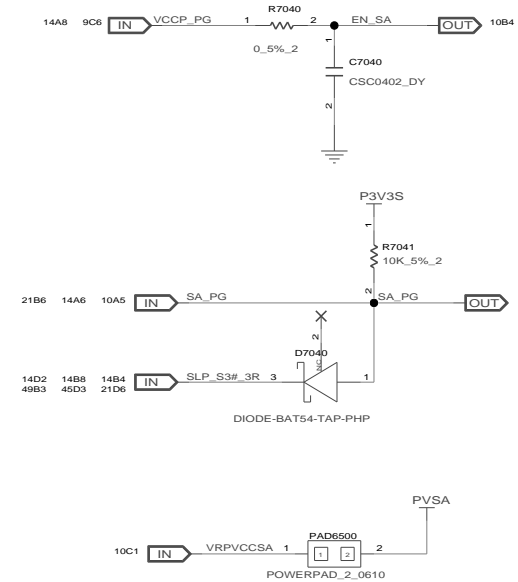 R7040
14A8 9C6 IN VCCP_PG 1 2 EN_SA OUT 10B4
0_5%_2
1
C7040
CSC0402_DY
2
P3V3S
1
R7041
10K_5%_2
2
21B6 14A6 10A5 IN SA_PG SA_PG OUT
2
D7040
NC
14D2 14B8 14B4 IN SLP_S3#_3R 3 1
49B3 45D3 21D6
DIODE-BAT54-TAP-PHP
PVSA
PAD6500
10C1 IN VRPVCCSA 1 1 2 2
POWERPAD_2_0610